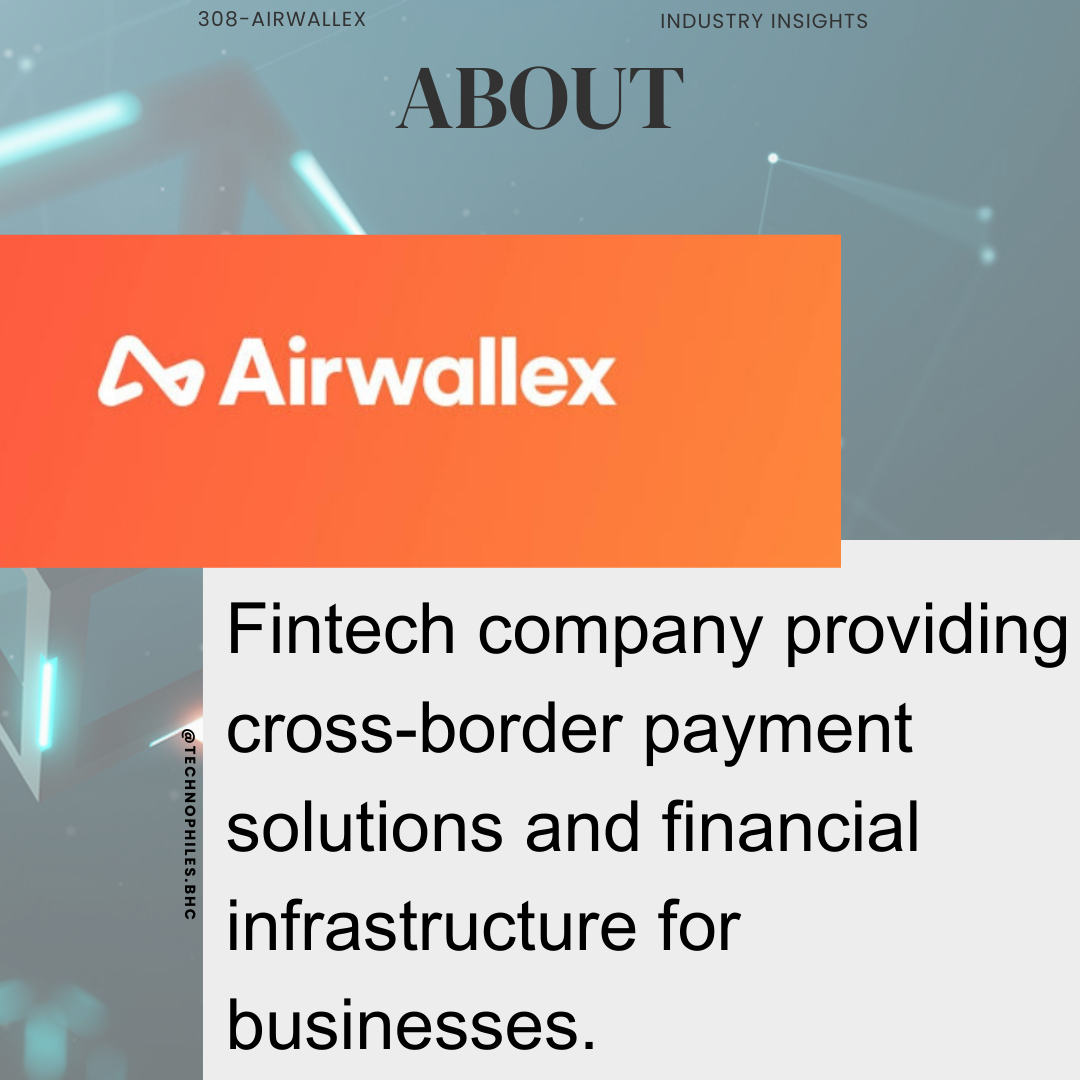 308-AIRWALLEX
INDUSTRY INSIGHTS
ABOUT
Airwallex
Fintech company providing
cross-border payment
solutions and financial
infrastructure for
businesses.
@TECHNOPHILES.BHC